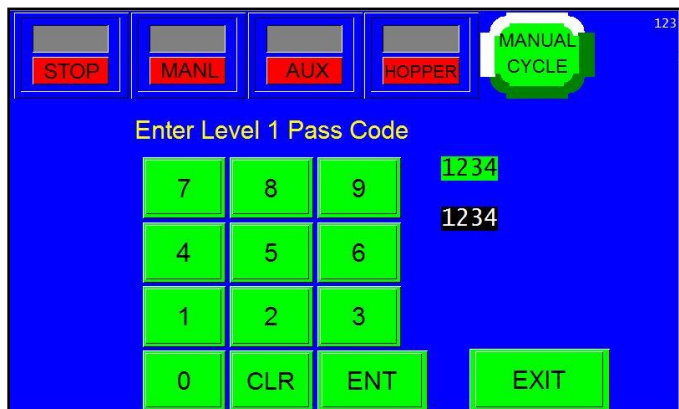 123
MANUAL
CYCLE
STOP MANL AUX HOPPER
Enter Level 1 Pass Code
7 8 9 1234
1234
4 5 6
1 2 3
0 CLR ENT EXIT